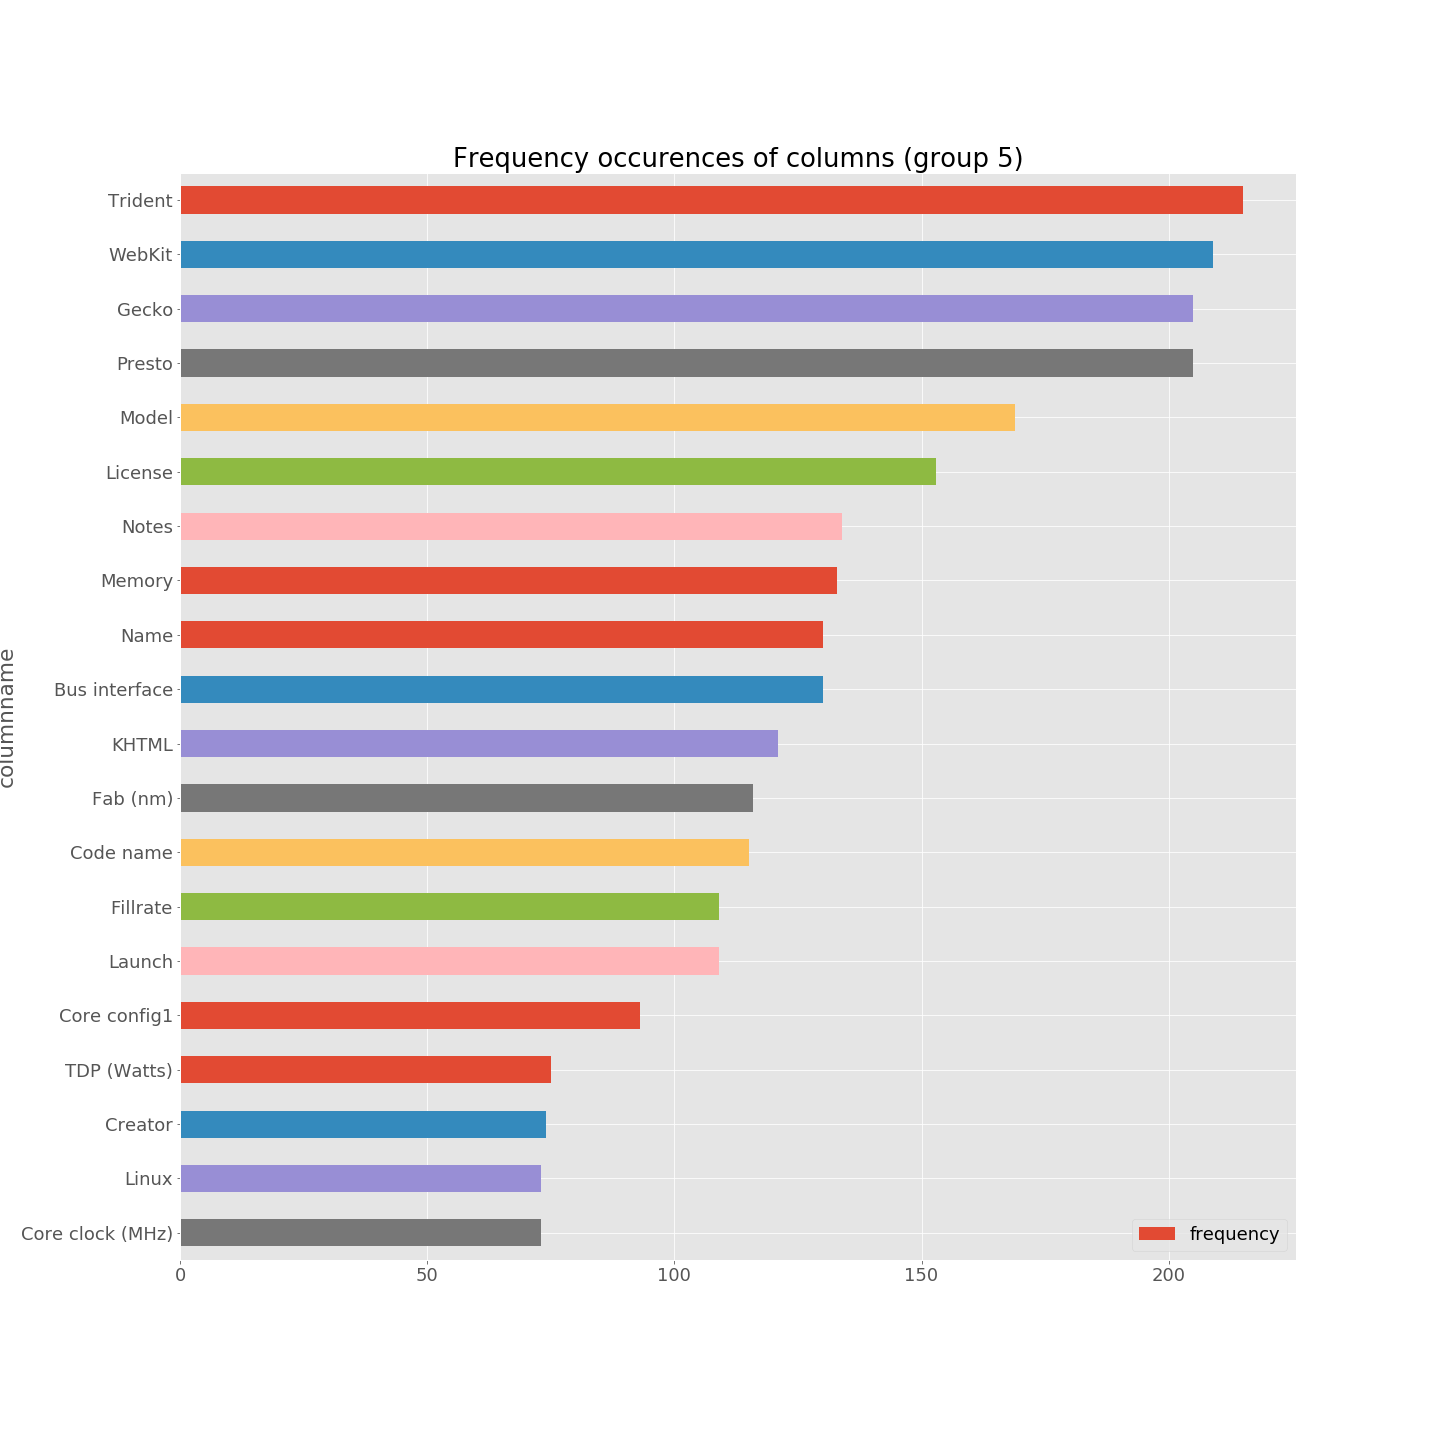 Frequency occurences of columns (group 5)
columnname
Trident
WebKit
Gecko
Presto
Model
License
Notes
Memory
Name
Bus interface
KHTML
Fab (nm)
Code name
Fillrate
Launch
Core config1
TDP (Watts)
Creator
Linux
Core clock (MHz)
frequency
0 50 100 150 200